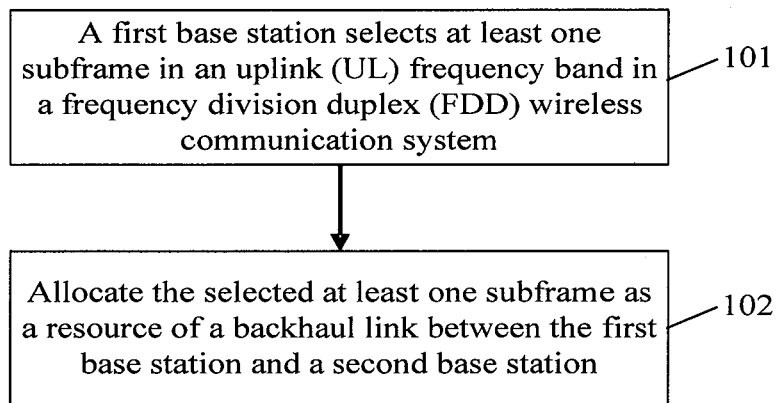 A first base station selects at least one
subframe in an uplink (UL) frequency band in
a frequency division duplex (FDD) wireless
communication system
101
Allocate the selected at least one subframe as
a resource of a backhaul link between the first
base station and a second base station
102